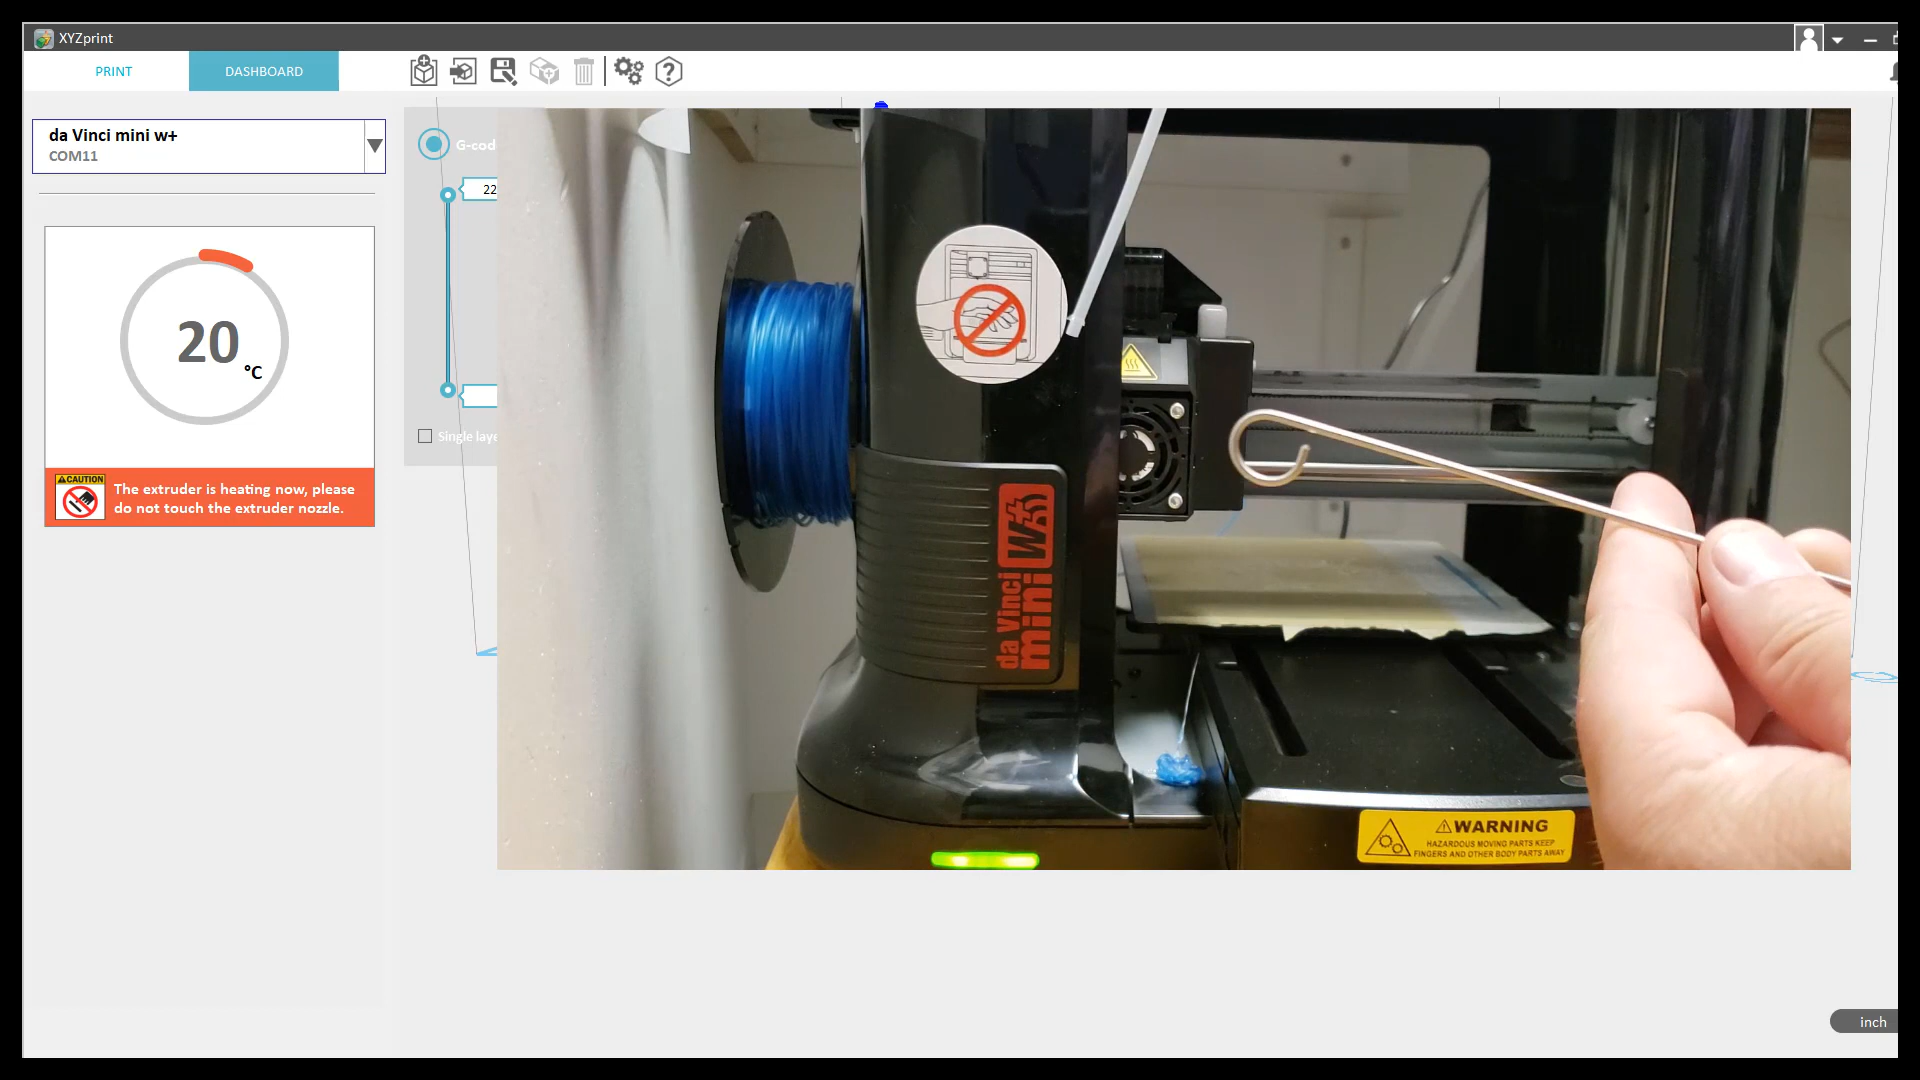 XYZprint
PRINT
DASHBOARD
da Vinci mini w+
COM11
G-cod
22
20
°C
Single laye
CAUTION
The extruder is heating now, please
do not touch the extruder nozzle.
da Vinci
mini W+
WARNING
HAZARDOUS MOVING PARTS KEEP
FINGERS AND OTHER BODY PARTS AWAY
inch